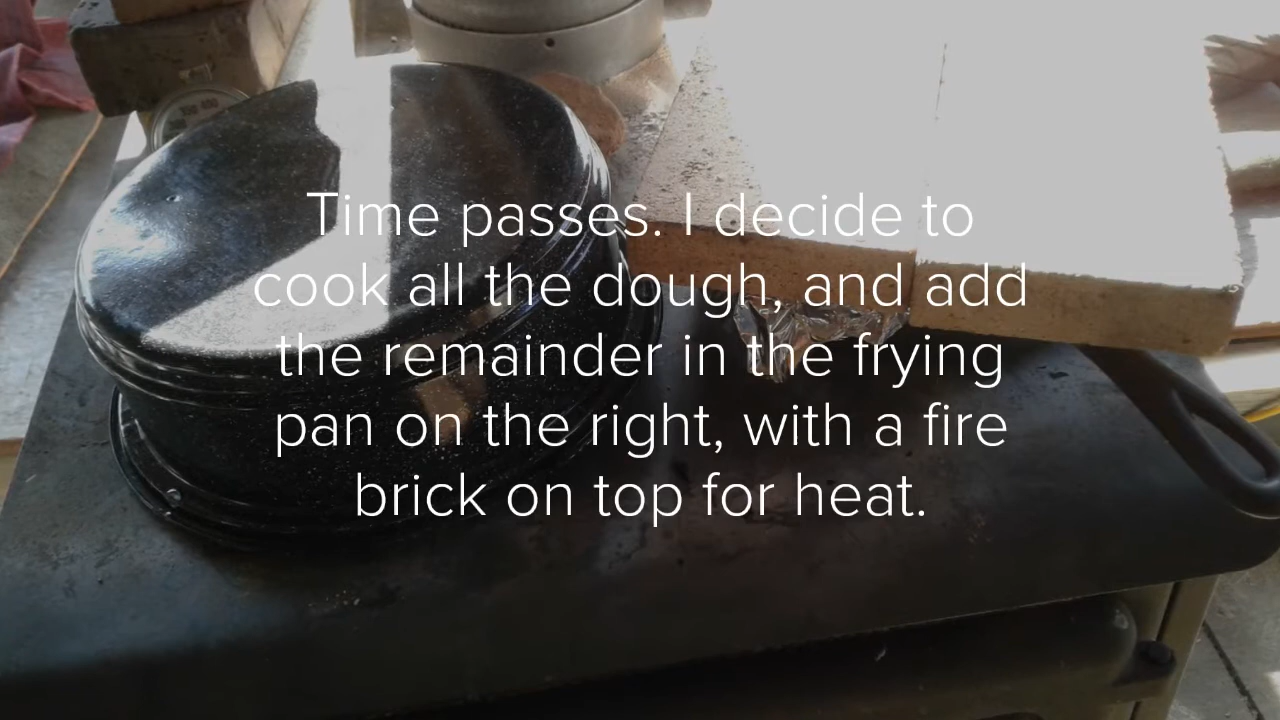 Time passes. I decide to
cook all the dough, and add
the remainder in the frying
pan on the right, with a fire
brick on top for heat.